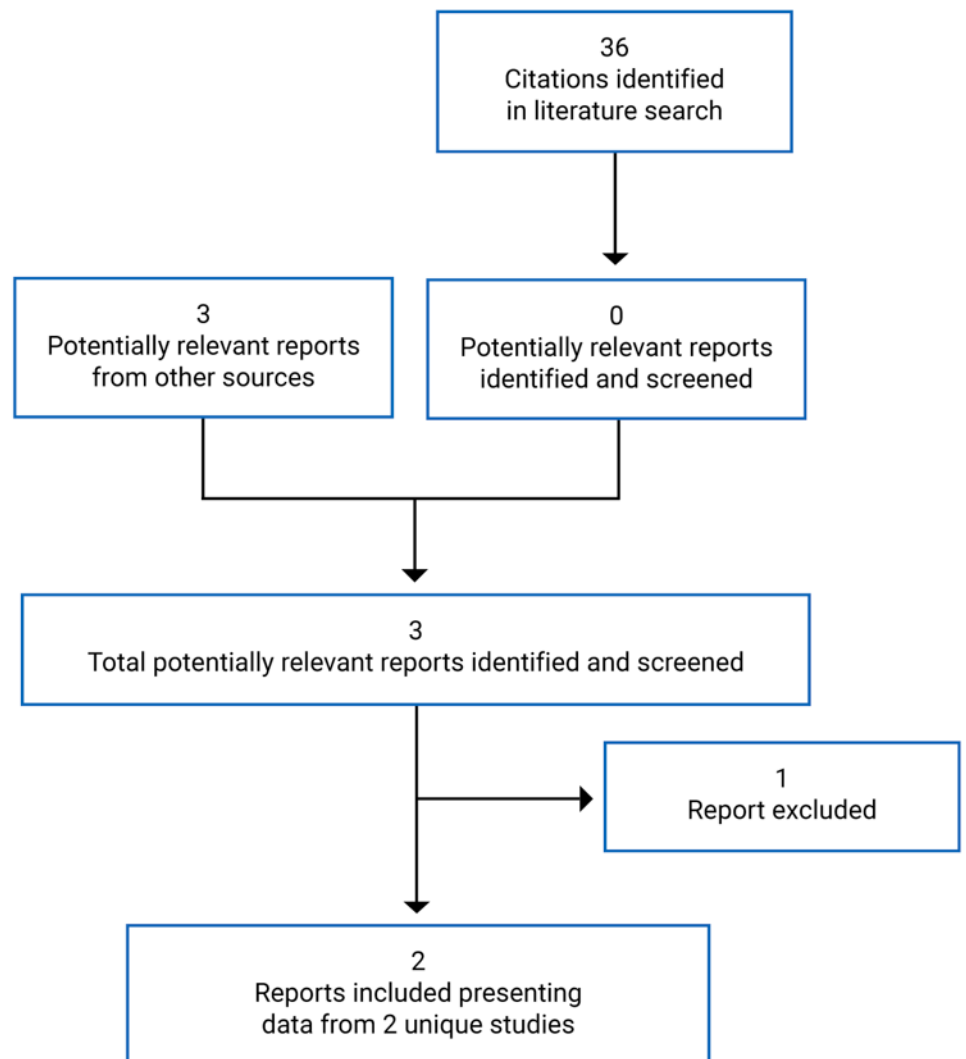 36
Citations identified
in literature search
3
Potentially relevant reports
from other sources
0
Potentially relevant reports
identified and screened
3
Total potentially relevant reports identified and screened
1
Report excluded
2
Reports included presenting
data from 2 unique studies